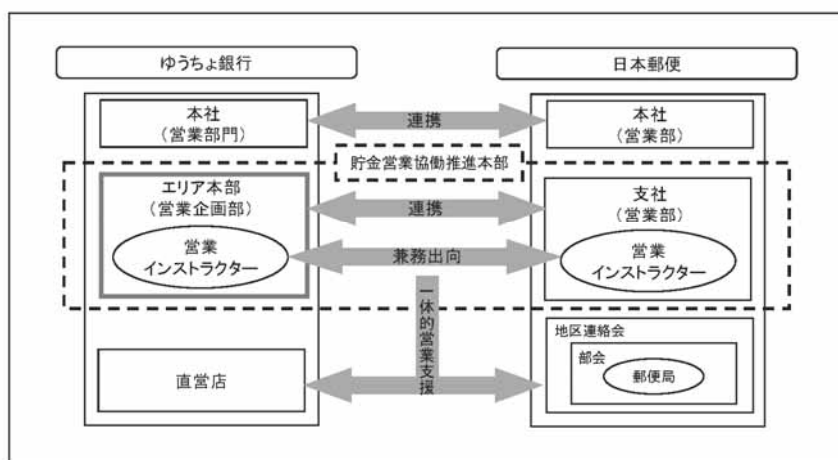 ゆうちょ銀行
日本郵便
本社
（営業部門）
連携
本社
（営業部）
貯金営業協働推進本部
エリア本部
（営業企画部）
連携
支社
（営業部）
営業
インストラクター
兼務出向
営業
インストラクター
一体的営業支援
地区連絡会
部会
郵便局
直営店